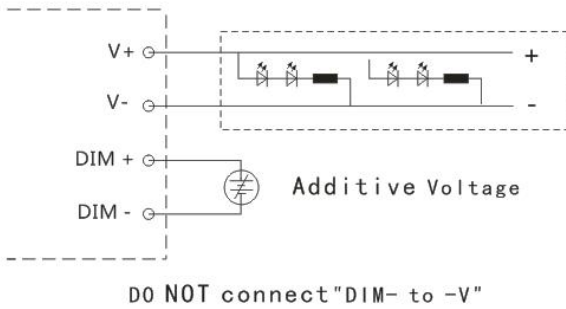 V+
+
V-
-
DIM +
Additive Voltage
DIM -
DO NOT connect"DIM- to -V"